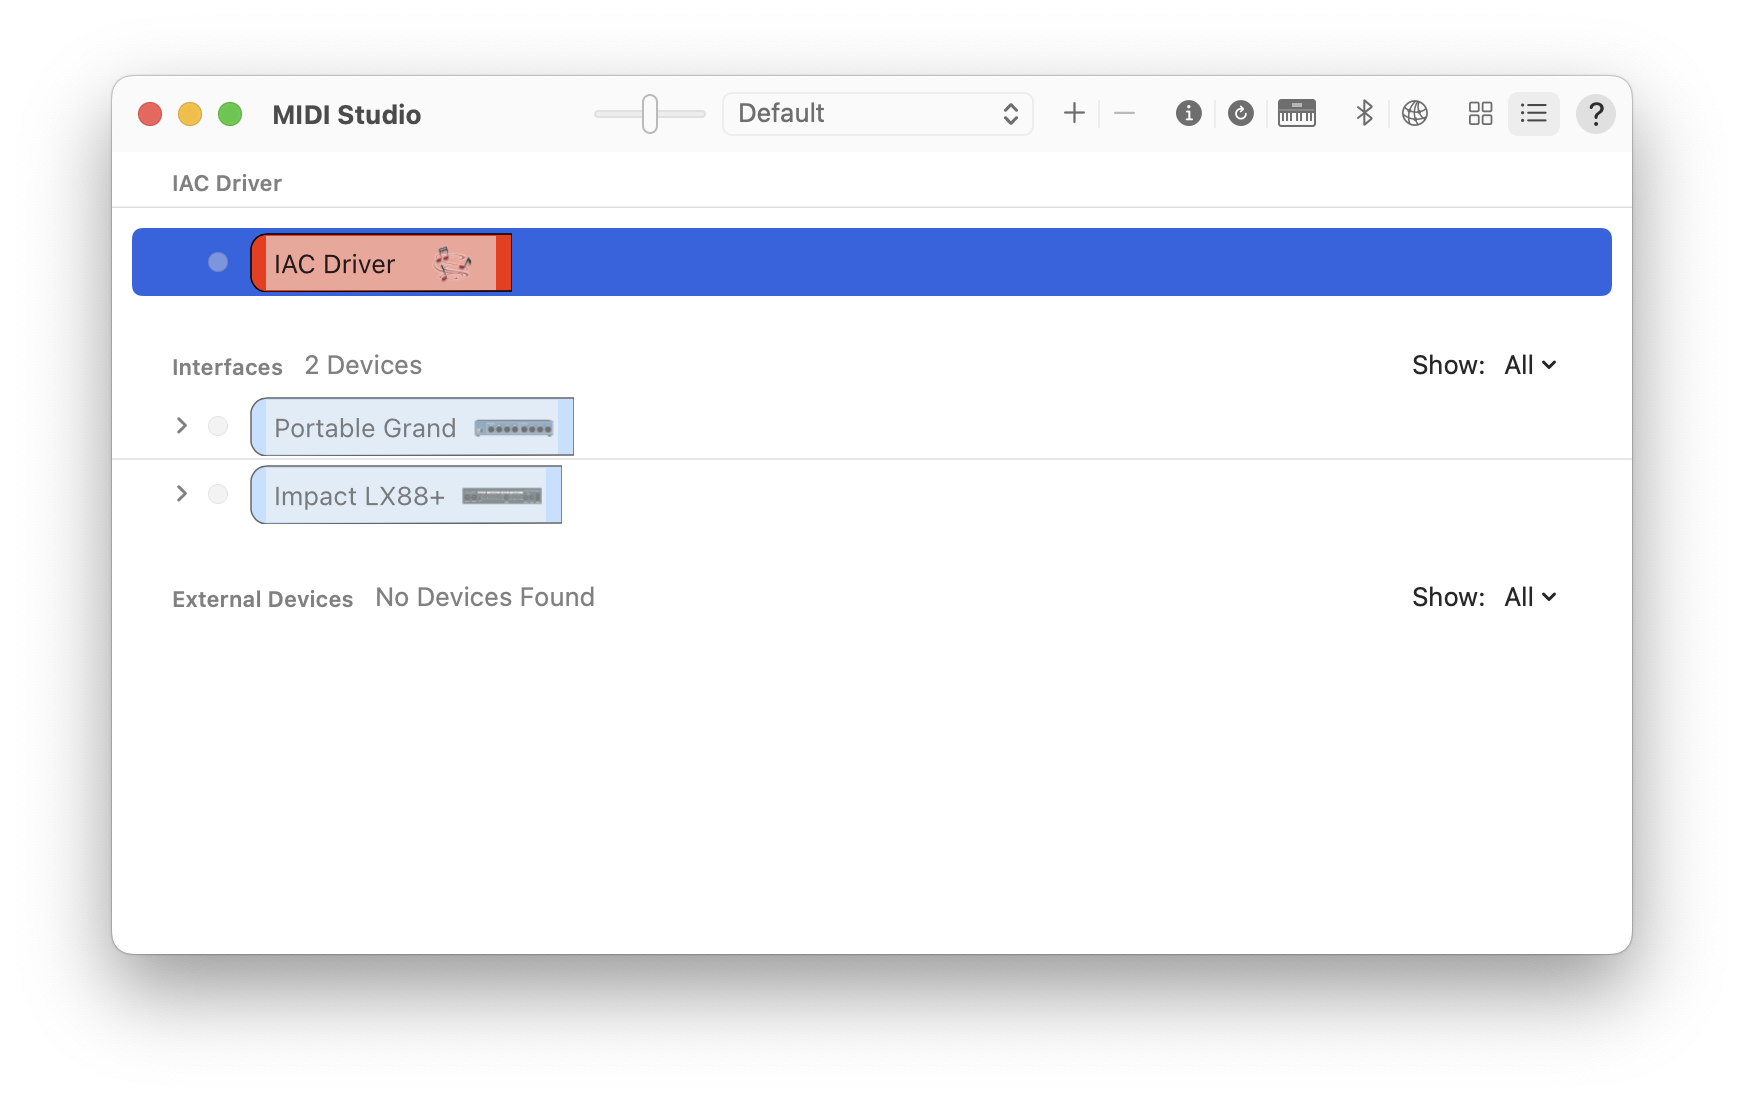 MIDI Studio
Default
?
IAC Driver
IAC Driver
Interfaces 2 Devices Show: All
Portable Grand
Impact LX88+
External Devices No Devices Found Show: All